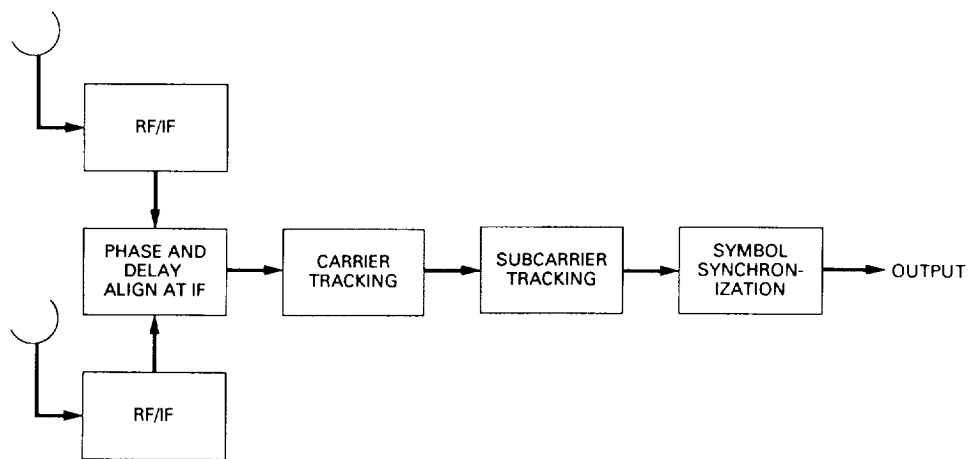 RF/IF
PHASE AND
DELAY
ALIGN AT IF
CARRIER
TRACKING
SUBCARRIER
TRACKING
SYMBOL
SYNCHRON-
IZATION
OUTPUT
RF/IF